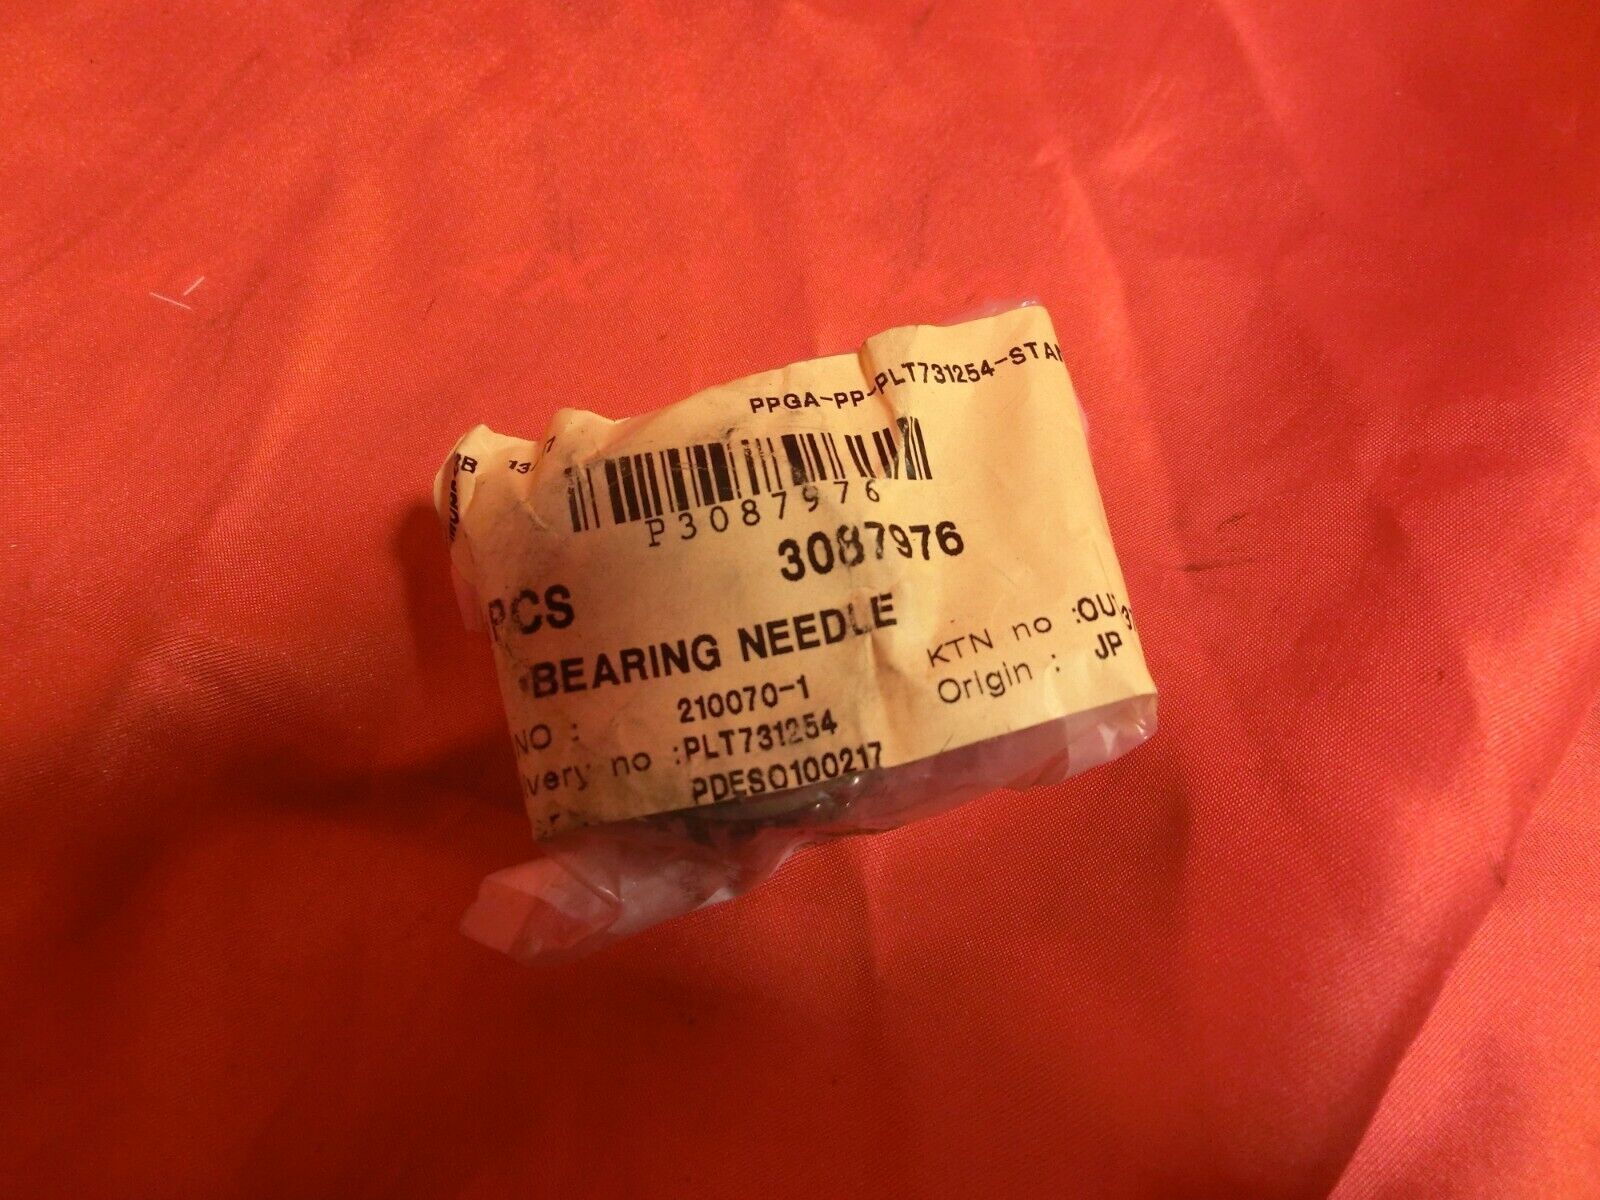 PPGA-PP-PLT731254-STAN
P3087976
3087976
PCS
*BEARING NEEDLE
KTN no :OU
NO : 210070-1
Origin : JP
very no :PLT731254
PDESO100217